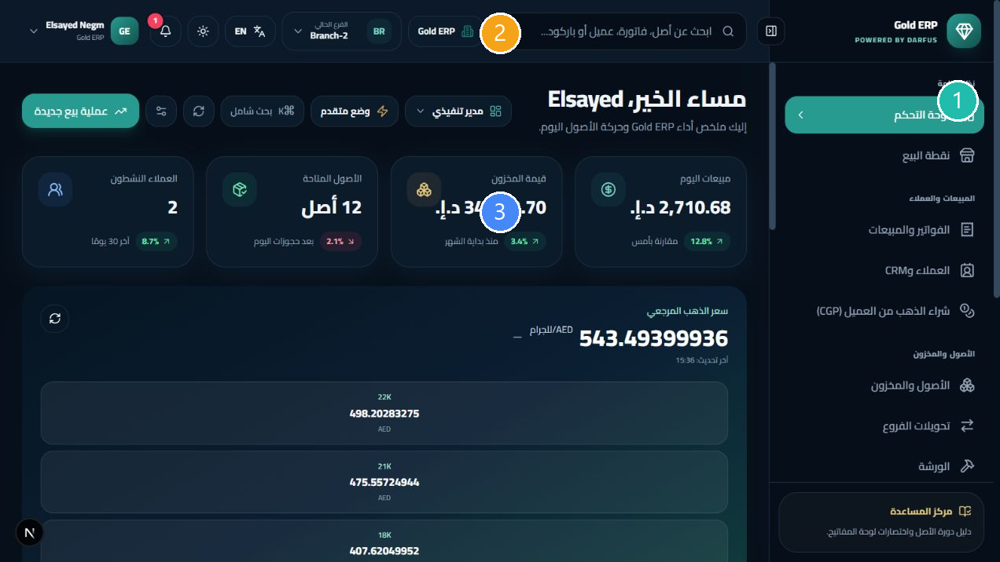 Gold ERP
POWERED BY DARFUS
ابحث عن أصل، فاتورة، عميل أو باركود...
2
Gold ERP
BR
الفرع الحالي
Branch-2
EN
1
GE
Elsayed Negm
Gold ERP
1
التحكم
نقطة البيع
المبيعات والعملاء
الفواتير والمبيعات
العملاء وCRM
شراء الذهب من العميل (CGP)
الأصول والمخزون
الأصول والمخزون
تحويلات الفروع
الورشة
مركز المساعدة
دليل دورة الأصل واختصارات لوحة المفاتيح.
مساء الخير، Elsayed
إليك ملخص أداء Gold ERP وحركة الأصول اليوم.
مدير تنفيذي
وضع متقدم
بحث شامل ⌘K
عملية بيع جديدة
مبيعات اليوم
2,710.68 د.إ.
12.8% مقارنة بأمس
قيمة المخزون
3
.70 د.إ.
3.4% منذ بداية الشهر
الأصول المتاحة
12 أصل
2.1% بعد حجوزات اليوم
العملاء النشطون
2
8.7% آخر 30 يومًا
سعر الذهب المرجعي
543.49399936 AED/للجرام —
آخر تحديث: 15:36
22K
498.20283275
AED
21K
475.55724944
AED
18K
407.62049952
N